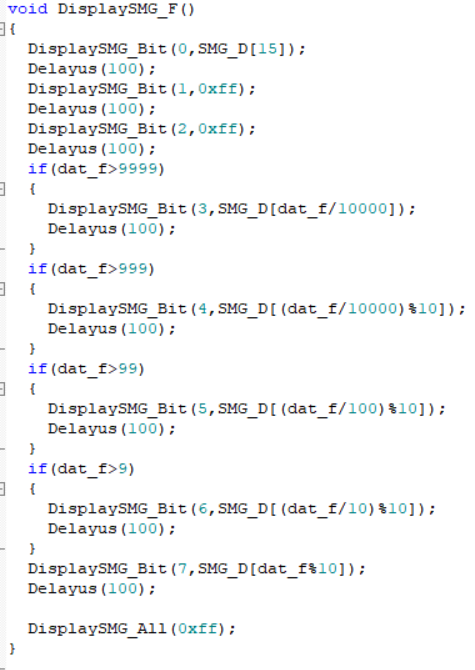 void DisplaySMG_F()
{
DisplaySMG_Bit(0,SMG_D[15]);
Delayus(100);
DisplaySMG_Bit(1,0xff);
Delayus(100);
DisplaySMG_Bit(2,0xff);
Delayus(100);
if(dat_f>9999)
{
DisplaySMG_Bit(3,SMG_D[dat_f/10000]);
Delayus(100);
}
if(dat_f>999)
{
DisplaySMG_Bit(4,SMG_D[(dat_f/10000)%10]);
Delayus(100);
}
if(dat_f>99)
{
DisplaySMG_Bit(5,SMG_D[(dat_f/100)%10]);
Delayus(100);
}
if(dat_f>9)
{
DisplaySMG_Bit(6,SMG_D[(dat_f/10)%10]);
Delayus(100);
}
DisplaySMG_Bit(7,SMG_D[dat_f%10]);
Delayus(100);
DisplaySMG_All(0xff);
}